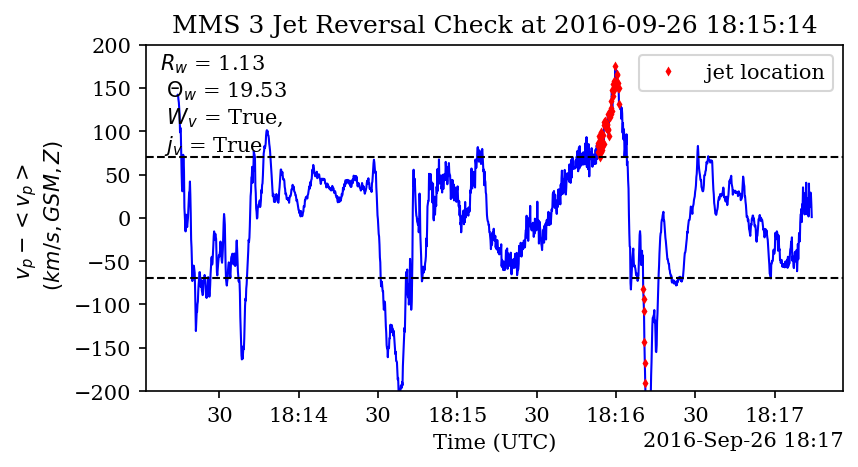 MMS 3 Jet Reversal Check at 2016-09-26 18:15:14
R_w = 1.13
Θ_w = 19.53
W_v = True,
j_v = True
jet location
v_p − < v_p >
(km/s, GSM, Z)
200
150
100
50
0
−50
−100
−150
−200
30 18:14 30 18:15 30 18:16 30 18:17
Time (UTC)
2016-Sep-26 18:17